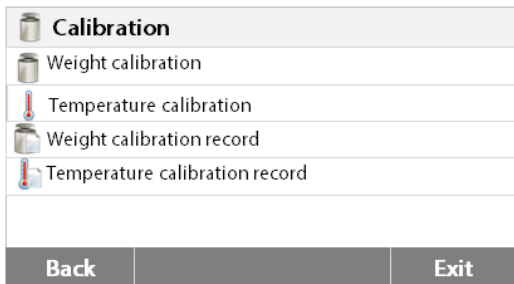 Calibration
Weight calibration
Temperature calibration
Weight calibration record
Temperature calibration record
Back Exit